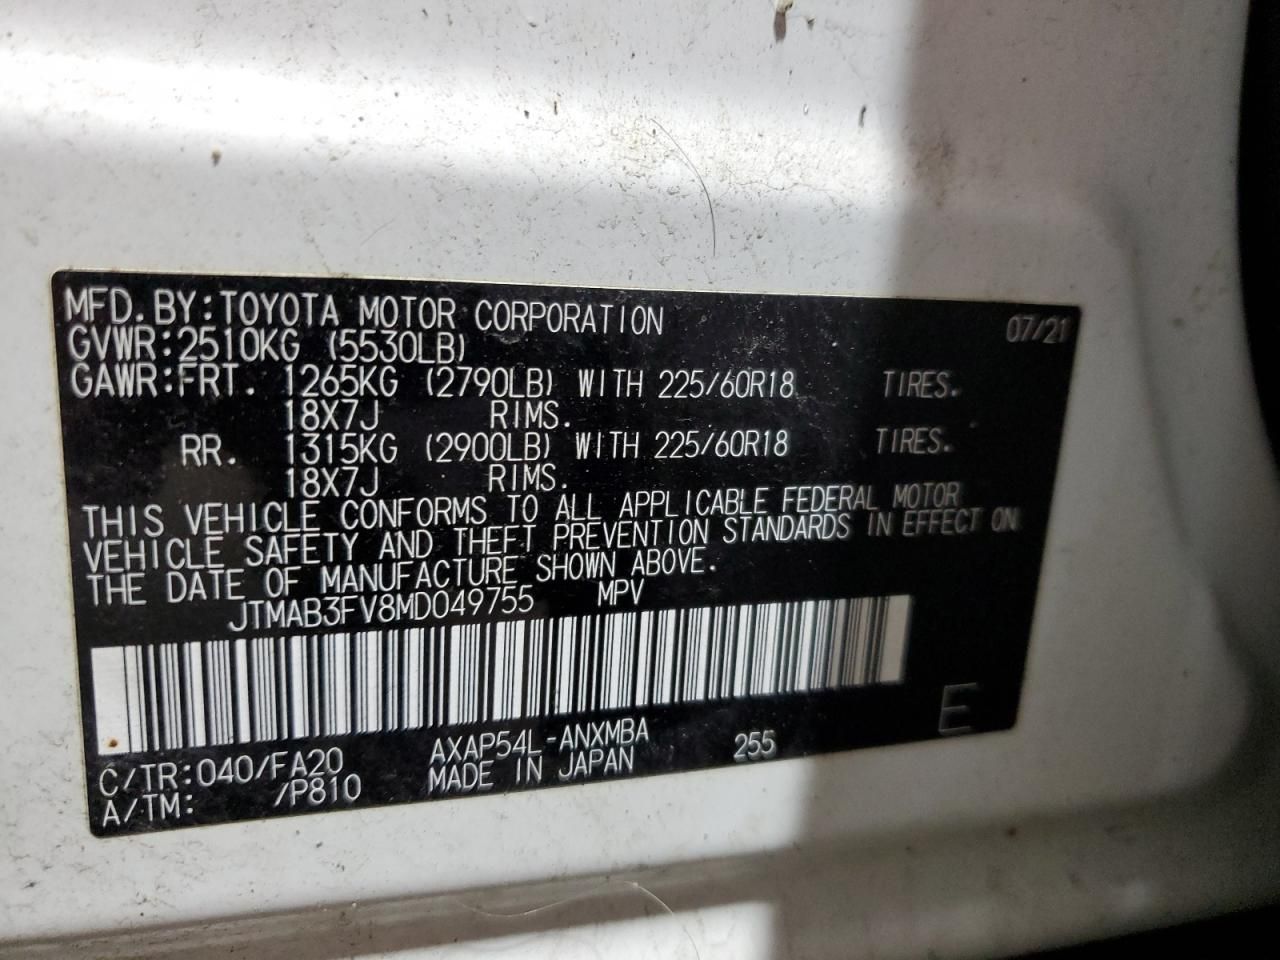 MFD. BY: TOYOTA MOTOR CORPORATION 07/21
GVWR: 2510KG (5530LB)
GAWR: FRT. 1265KG (2790LB) WITH 225/60R18 TIRES.
18X7J RIMS.
RR. 1315KG (2900LB) WITH 225/60R18 TIRES.
18X7J RIMS.
THIS VEHICLE CONFORMS TO ALL APPLICABLE FEDERAL MOTOR
VEHICLE SAFETY AND THEFT PREVENTION STANDARDS IN EFFECT ON
THE DATE OF MANUFACTURE SHOWN ABOVE.
JTMAB3FV8MD049755 MPV
E
C/TR: 040/FA20 AXAP54L-ANXMBA 255
A/TM: /P810 MADE IN JAPAN